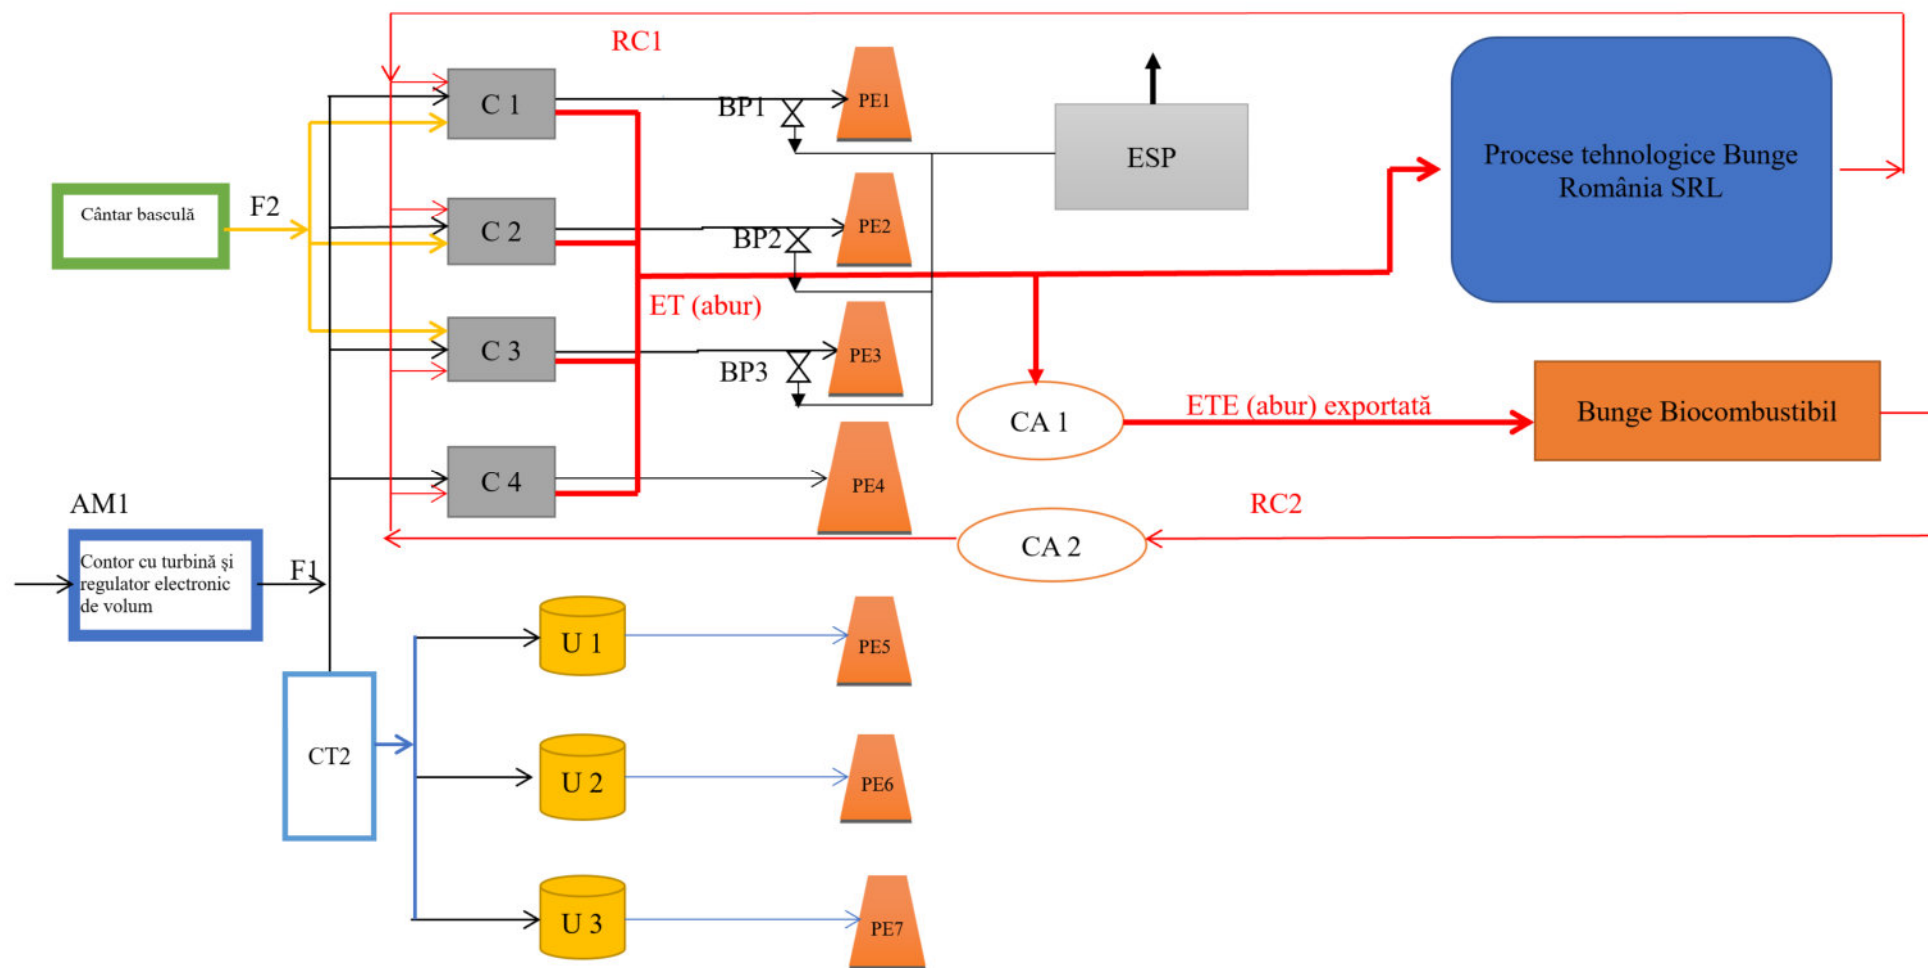 RC1
C 1
BP1
PE1
ESP
Procese tehnologice Bunge
România SRL
Cântar basculă
F2
C 2
BP2
PE2
ET (abur)
C 3
BP3
PE3
CA 1
ETE (abur) exportată
Bunge Biocombustibil
C 4
PE4
AM1
RC2
CA 2
Contor cu turbină şi
regulator electronic
de volum
F1
U 1
PE5
CT2
U 2
PE6
U 3
PE7